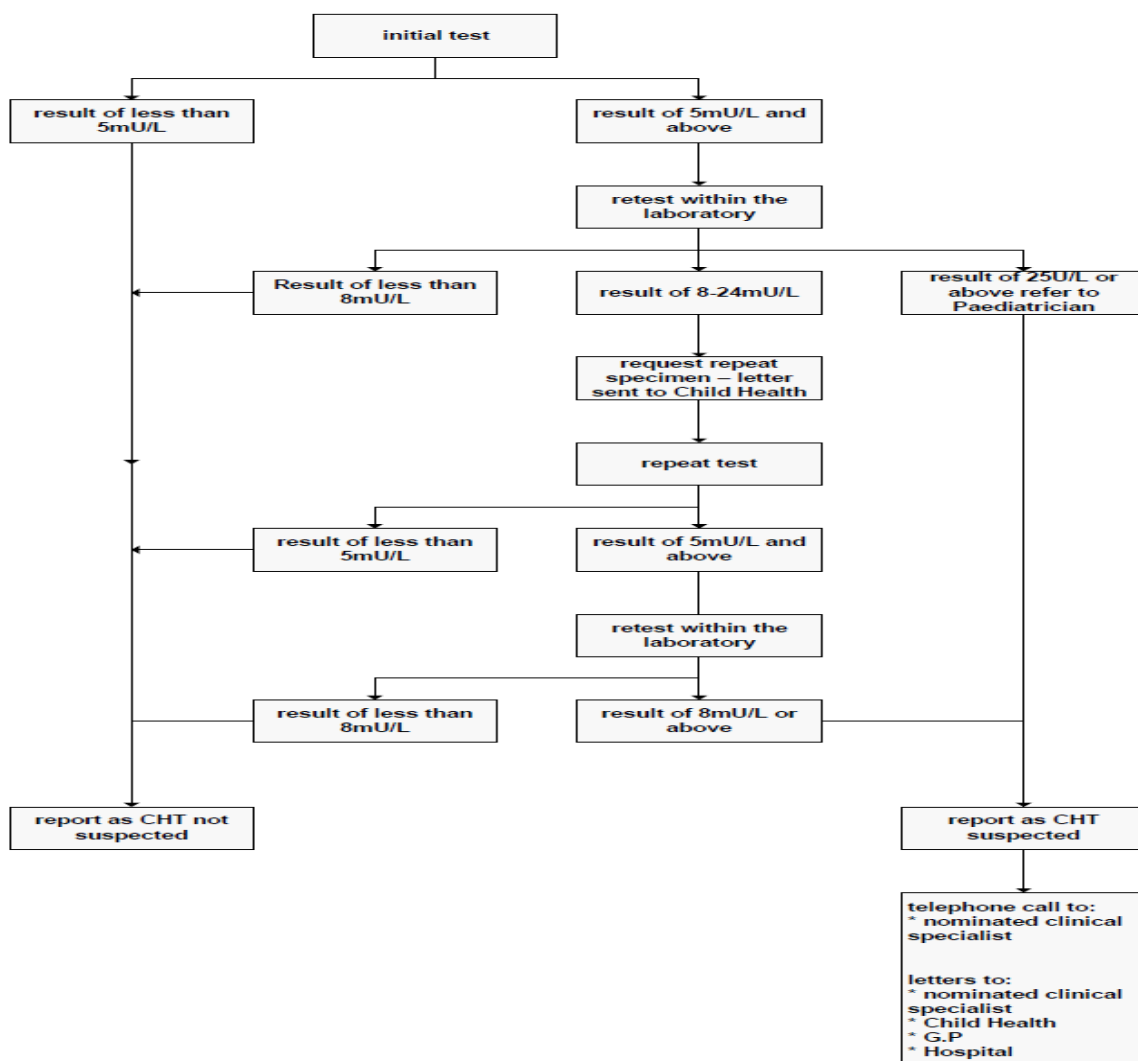 initial test
result of less than
5mU/L
result of 5mU/L and
above
retest within the
laboratory
Result of less than
8mU/L
result of 8-24mU/L
result of 25U/L or
above refer to
Paediatrician
request repeat
specimen – letter
sent to Child Health
repeat test
result of less than
5mU/L
result of 5mU/L and
above
retest within the
laboratory
result of less than
8mU/L
result of 8mU/L or
above
report as CHT not
suspected
report as CHT
suspected
telephone call to:
* nominated clinical
specialist
letters to:
* nominated clinical
specialist
* Child Health
* G.P
* Hospital